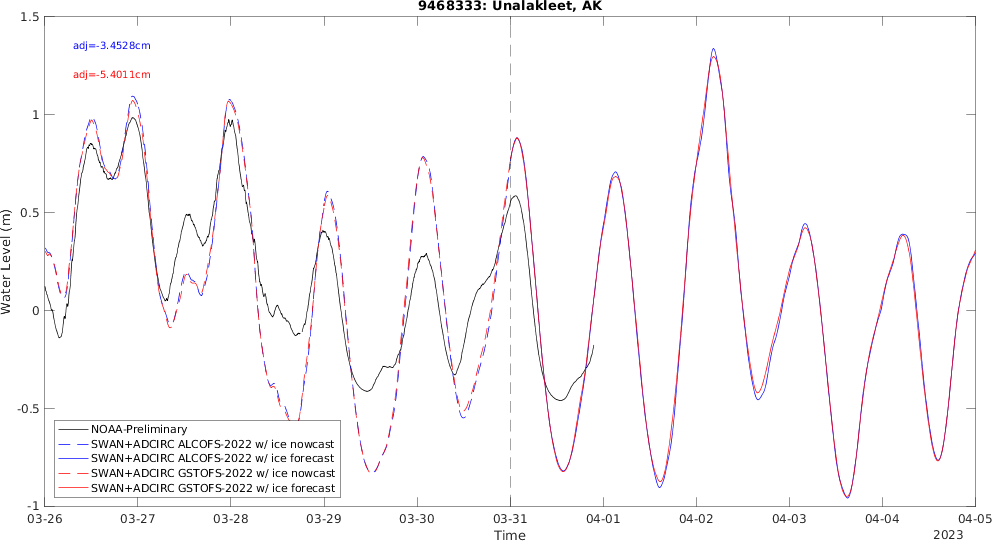 9468333: Unalakleet, AK
1.5
1
0.5
0
-0.5
-1
Water Level (m)
adj=-3.4528cm
adj=-5.4011cm
NOAA-Preliminary
SWAN+ADCIRC ALCOFS-2022 w/ ice nowcast
SWAN+ADCIRC ALCOFS-2022 w/ ice forecast
SWAN+ADCIRC GSTOFS-2022 w/ ice nowcast
SWAN+ADCIRC GSTOFS-2022 w/ ice forecast
03-26 03-27 03-28 03-29 03-30 03-31 04-01 04-02 04-03 04-04 04-05
Time
2023